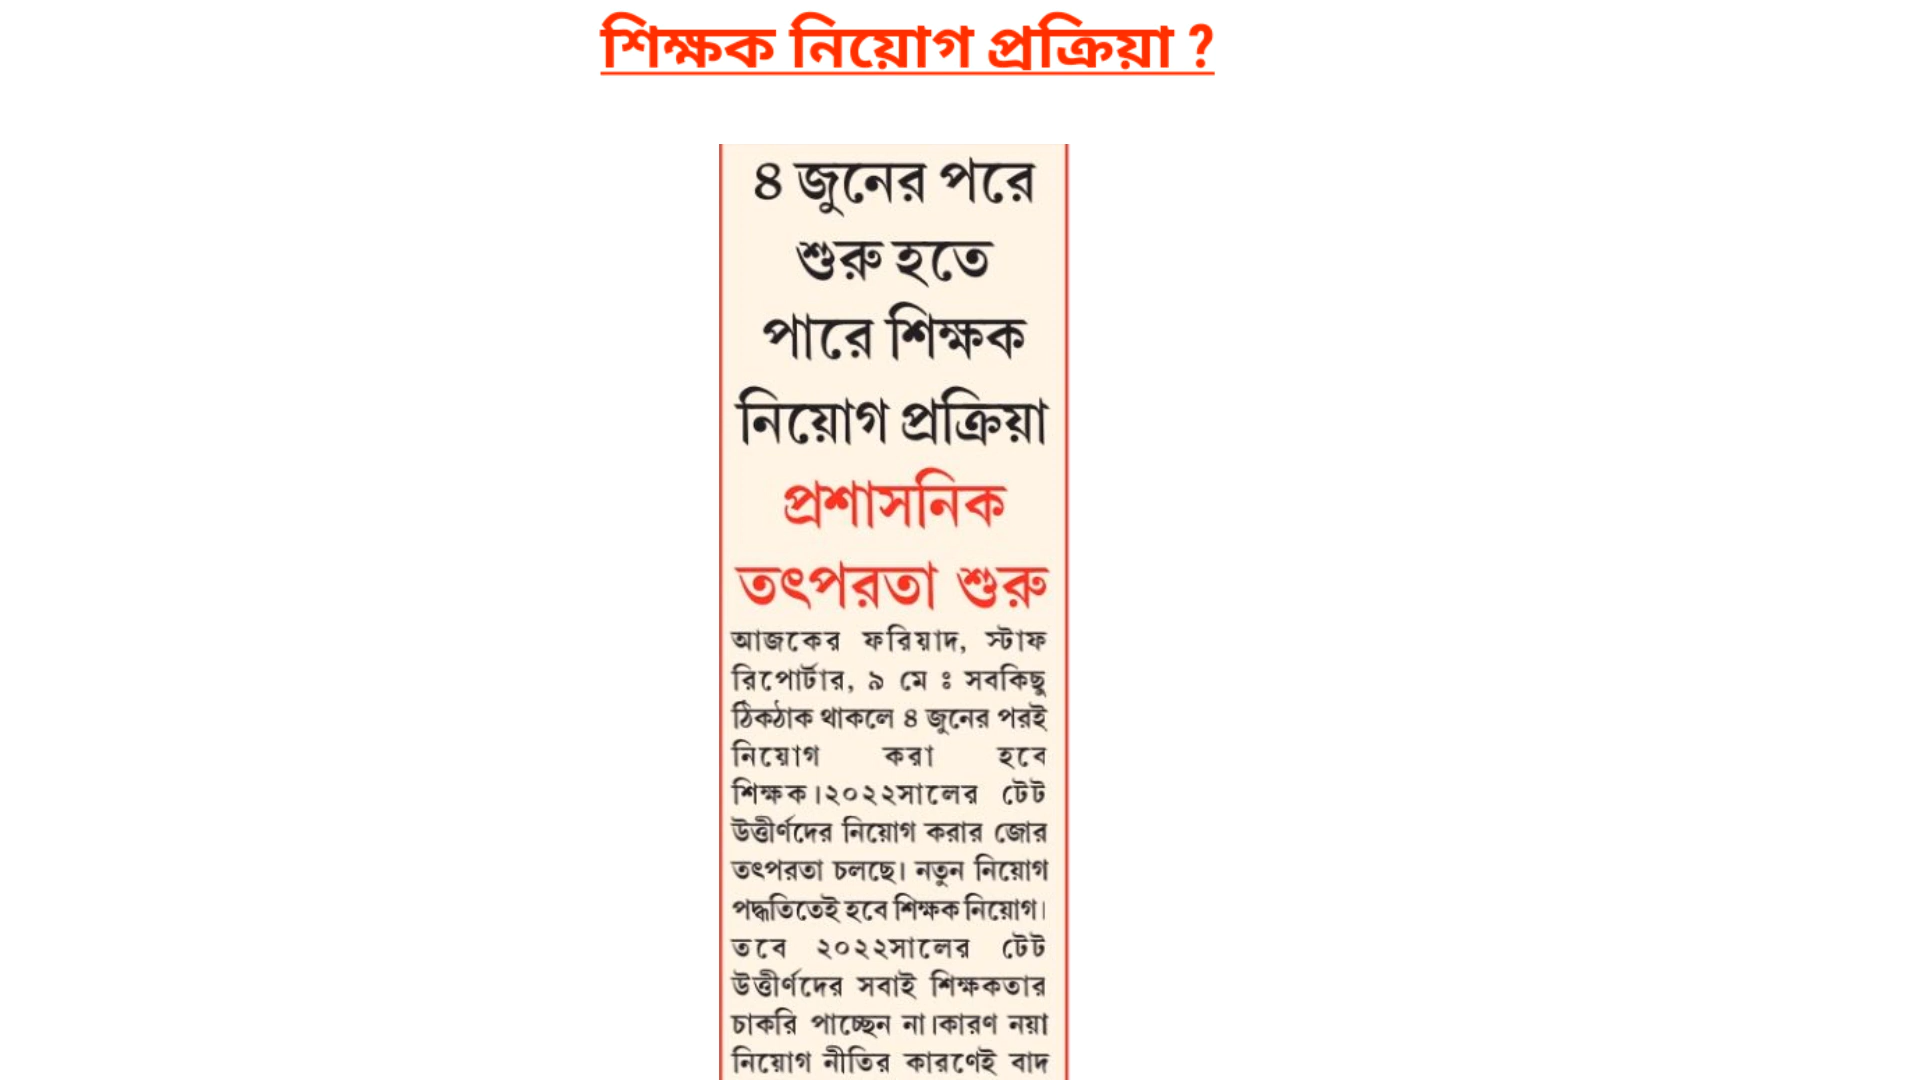 শিক্ষক নিয়োগ প্রক্রিয়া ?
৪ জুনের পরে
শুরু হতে
পারে শিক্ষক
নিয়োগ প্রক্রিয়া
প্রশাসনিক
তৎপরতা শুরু
আজকের ফরিয়াদ, স্টাফ
রিপোর্টার, ৯ মে ঃ সবকিছু
ঠিকঠাক থাকলে ৪ জুনের পরই
নিয়োগ করা হবে
শিক্ষক।২০২২সালের টেট
উত্তীর্ণদের নিয়োগ করার জোর
তৎপরতা চলছে। নতুন নিয়োগ
পদ্ধতিতেই হবে শিক্ষক নিয়োগ।
তবে ২০২২সালের টেট
উত্তীর্ণদের সবাই শিক্ষকতার
চাকরি পাচ্ছেন না।কারণ নয়া
নিয়োগ নীতির কারণেই বাদ